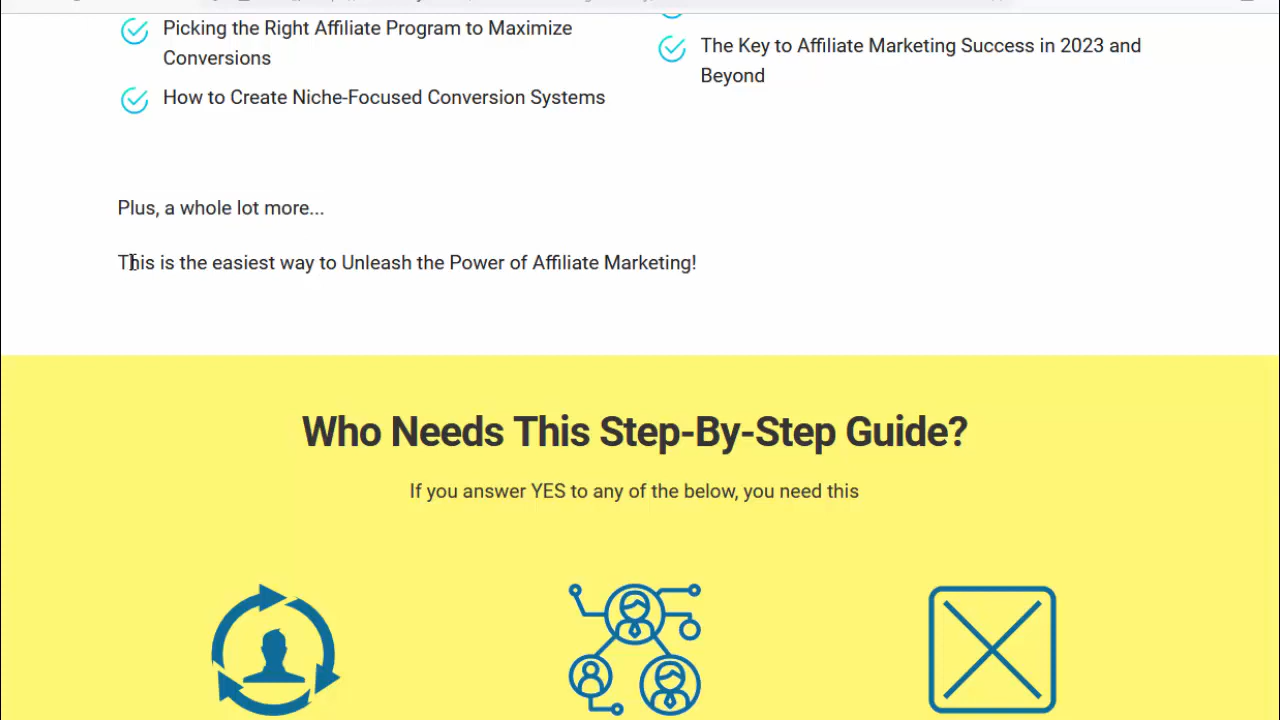 Picking the Right Affiliate Program to Maximize
Conversions
How to Create Niche-Focused Conversion Systems
The Key to Affiliate Marketing Success in 2023 and
Beyond
Plus, a whole lot more...
This is the easiest way to Unleash the Power of Affiliate Marketing!
Who Needs This Step-By-Step Guide?
If you answer YES to any of the below, you need this